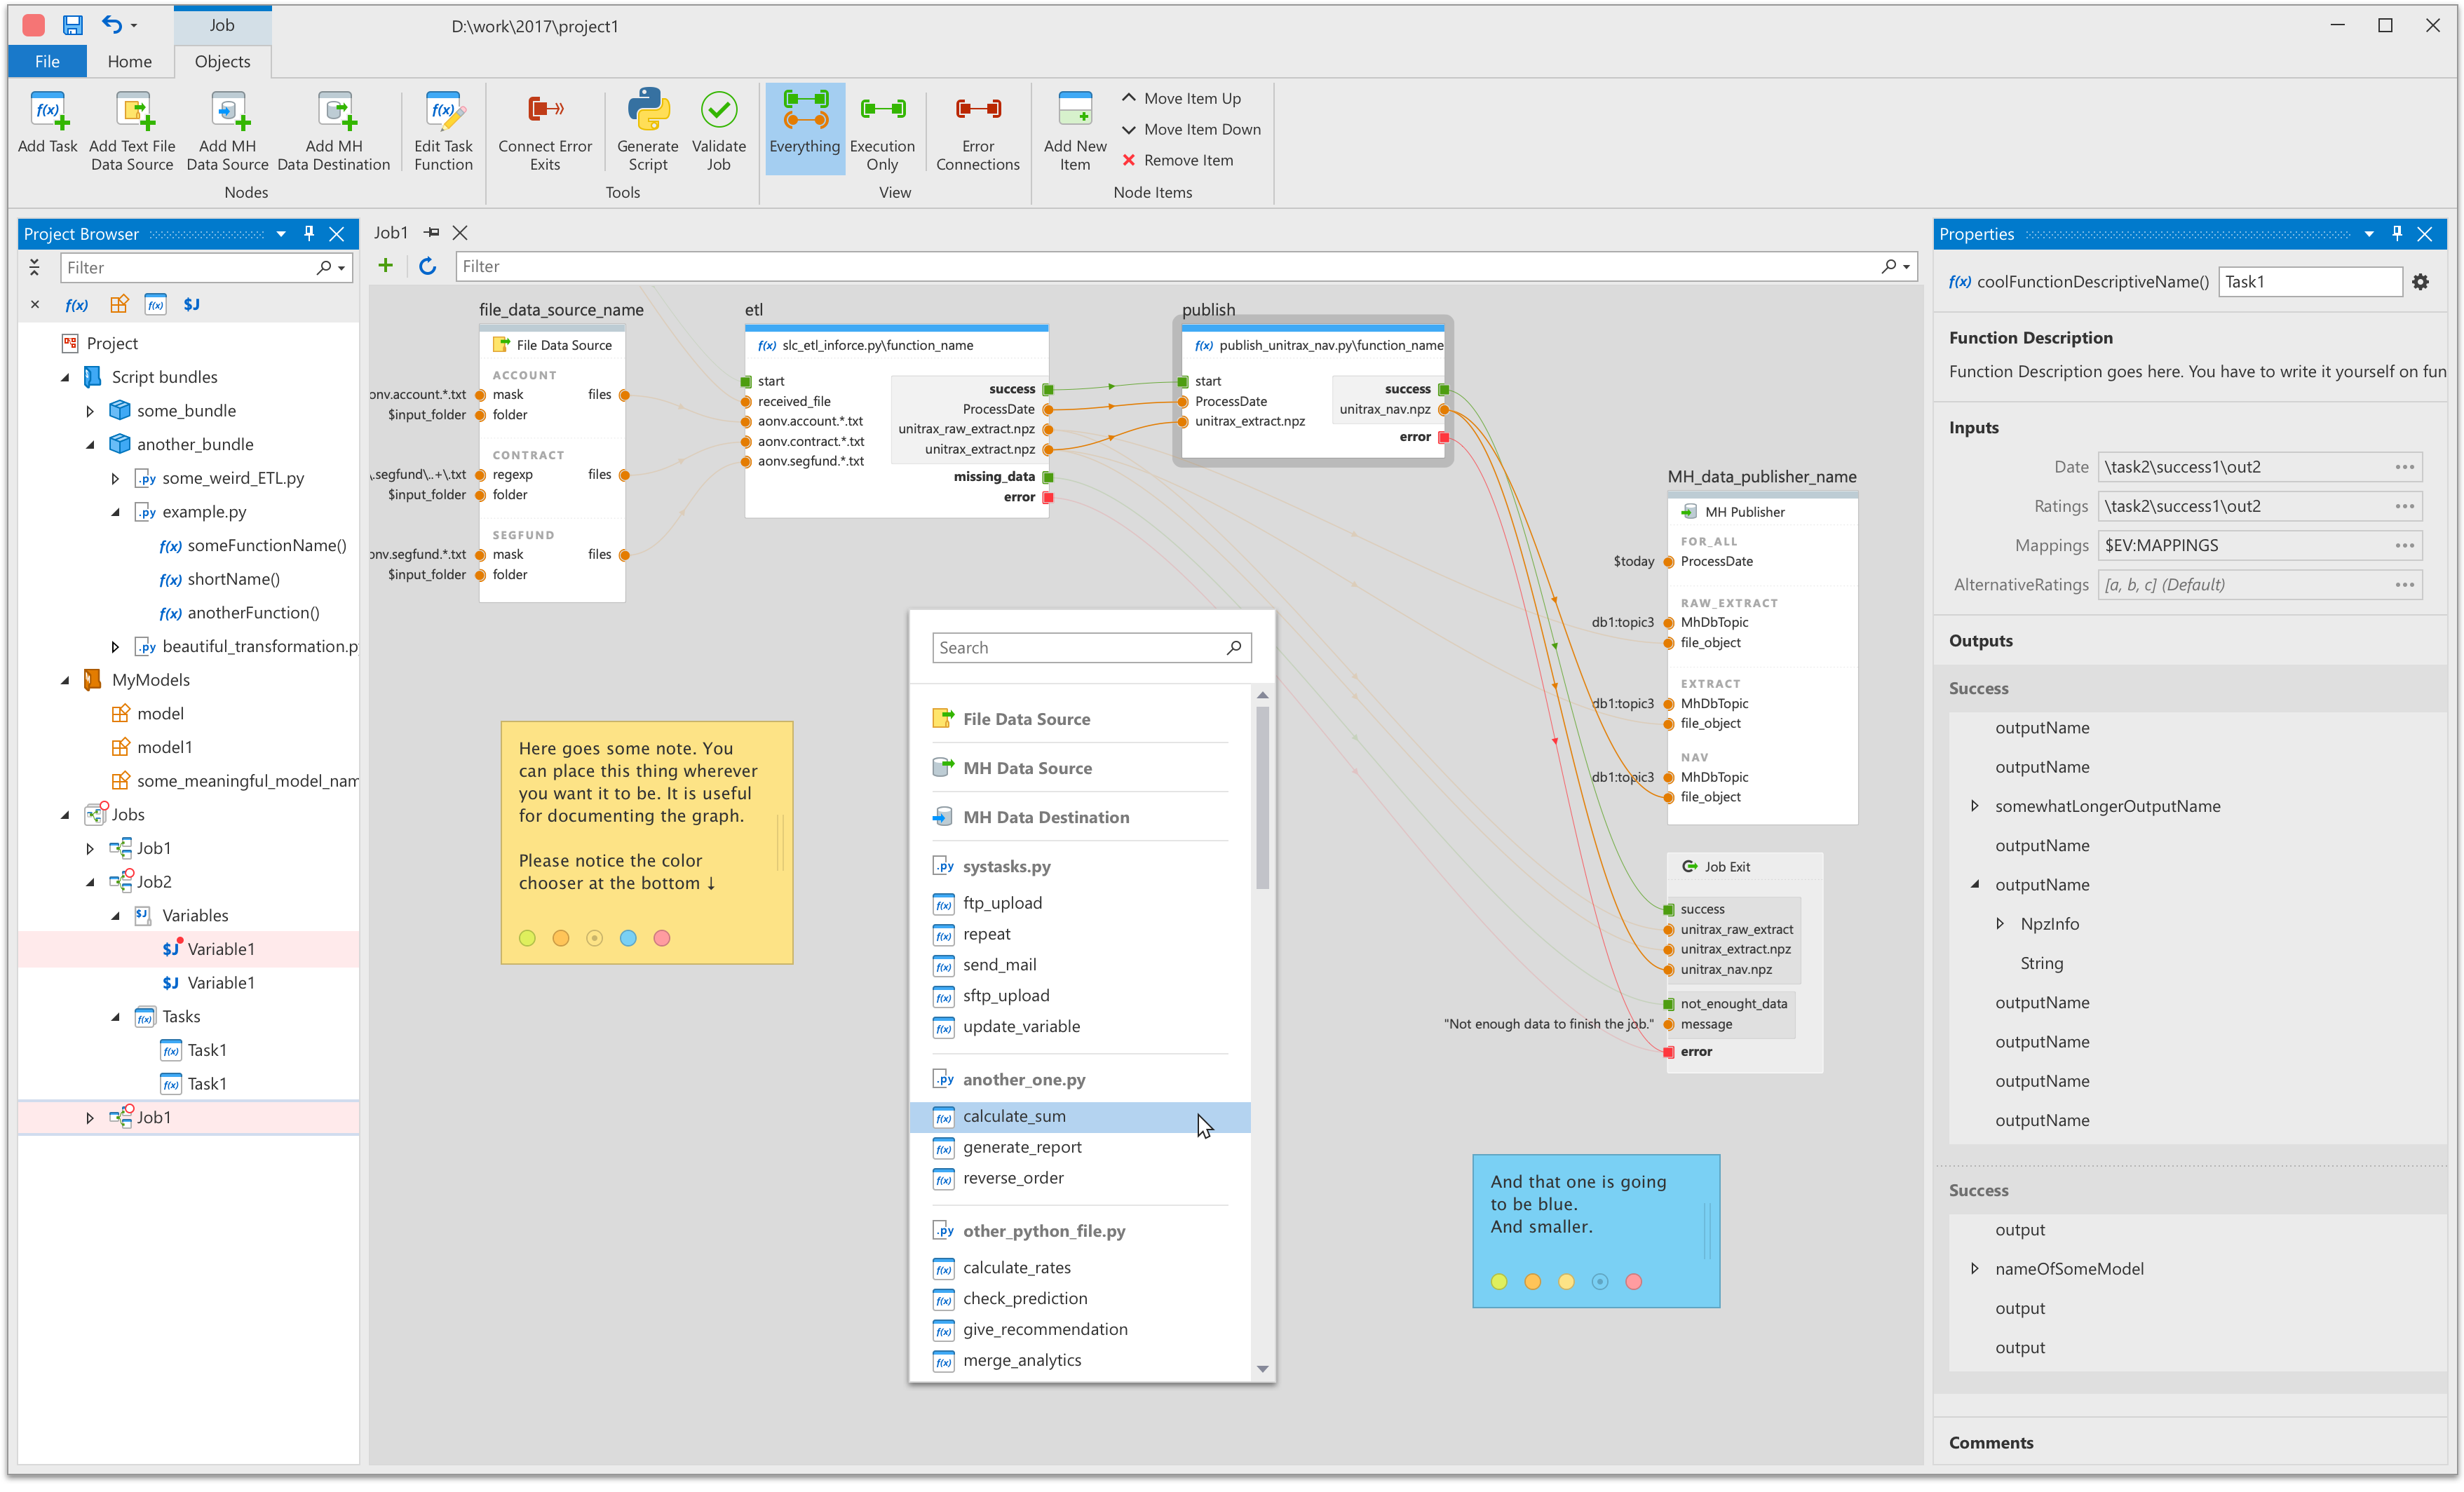 Job
D:\work\2017\project1
File
Home
Objects
f(x)
Add Task
Add Text File
Data Source
Add MH
Data Source
Add MH
Data Destination
f(x)
Edit Task
Function
Nodes
Connect Error
Exits
Generate
Script
Validate
Job
Tools
Everything
Execution
Only
Error
Connections
View
Add New
Item
Move Item Up
Move Item Down
Remove Item
Node Items
Project Browser
Filter
f(x)
f(x)
$J
Project
Script bundles
some_bundle
another_bundle
.py some_weird_ETL.py
.py example.py
f(x) someFunctionName()
f(x) shortName()
f(x) anotherFunction()
.py beautiful_transformation.p
MyModels
model
model1
some_meaningful_model_nam
Jobs
Job1
Job2
$J Variables
$J Variable1
$J Variable1
f(x) Tasks
f(x) Task1
f(x) Task1
Job1
Job1
Filter
file_data_source_name
File Data Source
ACCOUNT
onv.account.*.txt
mask
files
$input_folder
folder
CONTRACT
\.segfund\..+\.txt
regexp
files
$input_folder
folder
SEGFUND
onv.segfund.*.txt
mask
files
$input_folder
folder
etl
f(x) slc_etl_inforce.py\function_name
start
received_file
aonv.account.*.txt
aonv.contract.*.txt
aonv.segfund.*.txt
success
ProcessDate
unitrax_raw_extract.npz
unitrax_extract.npz
missing_data
error
publish
f(x) publish_unitrax_nav.py\function_name
start
ProcessDate
unitrax_extract.npz
success
unitrax_nav.npz
error
MH_data_publisher_name
MH Publisher
FOR_ALL
$today
ProcessDate
RAW_EXTRACT
db1:topic3
MhDbTopic
file_object
EXTRACT
db1:topic3
MhDbTopic
file_object
NAV
db1:topic3
MhDbTopic
file_object
Job Exit
success
unitrax_raw_extract
unitrax_extract.npz
unitrax_nav.npz
not_enought_data
"Not enough data to finish the job."
message
error
Here goes some note. You
can place this thing wherever
you want it to be. It is useful
for documenting the graph.
Please notice the color
chooser at the bottom ↓
Search
File Data Source
MH Data Source
MH Data Destination
.py systasks.py
f(x) ftp_upload
f(x) repeat
f(x) send_mail
f(x) sftp_upload
f(x) update_variable
.py another_one.py
f(x) calculate_sum
f(x) generate_report
f(x) reverse_order
.py other_python_file.py
f(x) calculate_rates
f(x) check_prediction
f(x) give_recommendation
f(x) merge_analytics
And that one is going
to be blue.
And smaller.
Properties
f(x) coolFunctionDescriptiveName()
Task1
Function Description
Function Description goes here. You have to write it yourself on fun
Inputs
Date
\task2\success1\out2
Ratings
\task2\success1\out2
Mappings
$EV:MAPPINGS
AlternativeRatings
[a, b, c] (Default)
Outputs
Success
outputName
outputName
somewhatLongerOutputName
outputName
outputName
NpzInfo
String
outputName
outputName
outputName
outputName
Success
output
nameOfSomeModel
output
output
Comments